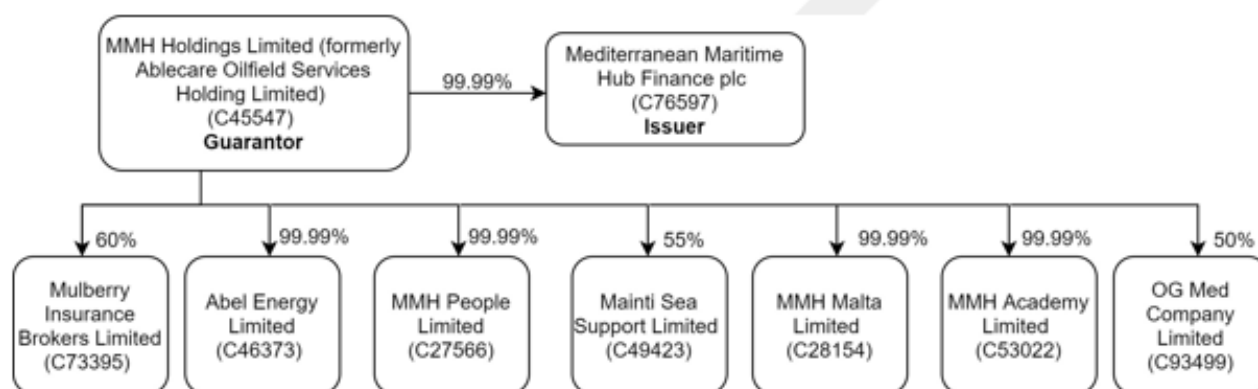 MMH Holdings Limited (formerly
Ablecare Oilfield Services
Holding Limited)
(C45547)
Guarantor
99.99%
Mediterranean Maritime
Hub Finance plc
(C76597)
Issuer
60%
99.99%
99.99%
55%
99.99%
99.99%
50%
Mulberry
Insurance
Brokers Limited
(C73395)
Abel Energy
Limited
(C46373)
MMH People
Limited
(C27566)
Mainti Sea
Support Limited
(C49423)
MMH Malta
Limited
(C28154)
MMH Academy
Limited
(C53022)
OG Med
Company
Limited
(C93499)